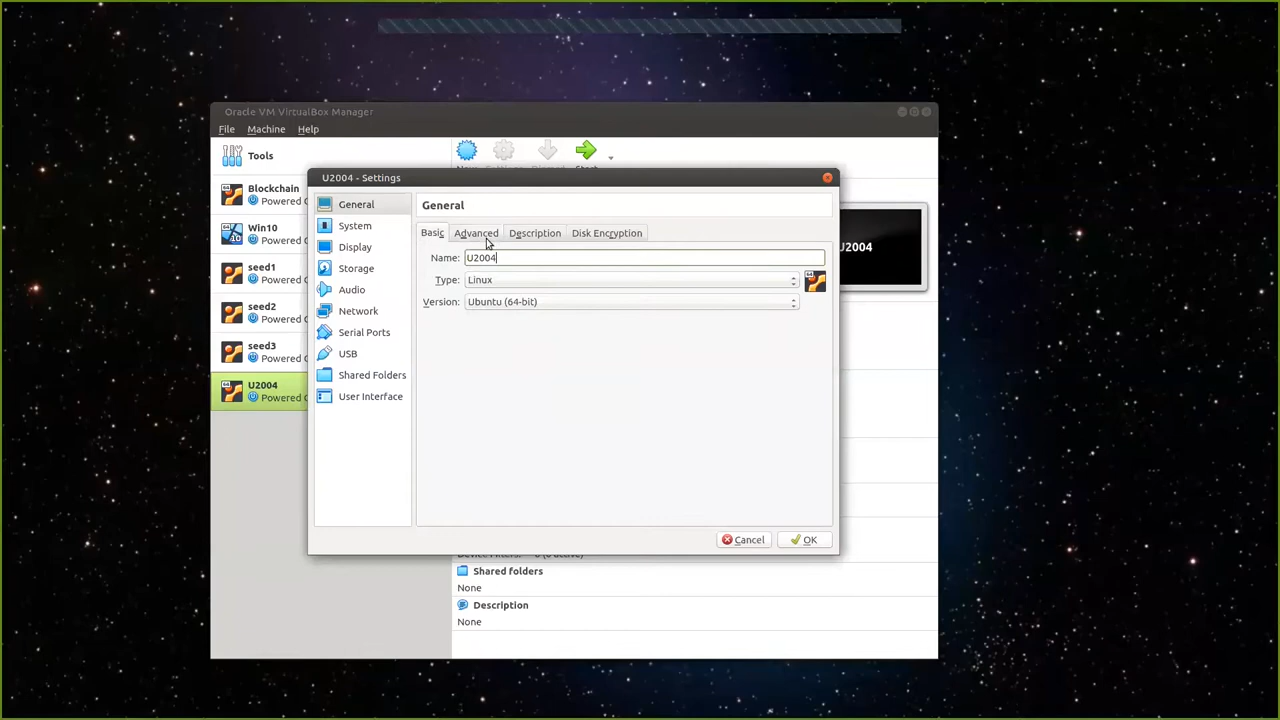 Oracle VM VirtualBox Manager
File Machine Help
Tools
Blockchain
Powered
Win10
Powered
seed1
Powered
seed2
Powered
seed3
Powered
U2004
Powered
U2004 - Settings
General
System
Display
Storage
Audio
Network
Serial Ports
USB
Shared Folders
User Interface
General
Basic Advanced Description Disk Encryption
Name: U2004
Type: Linux
Version: Ubuntu (64-bit)
Cancel OK
U2004
Shared folders
None
Description
None